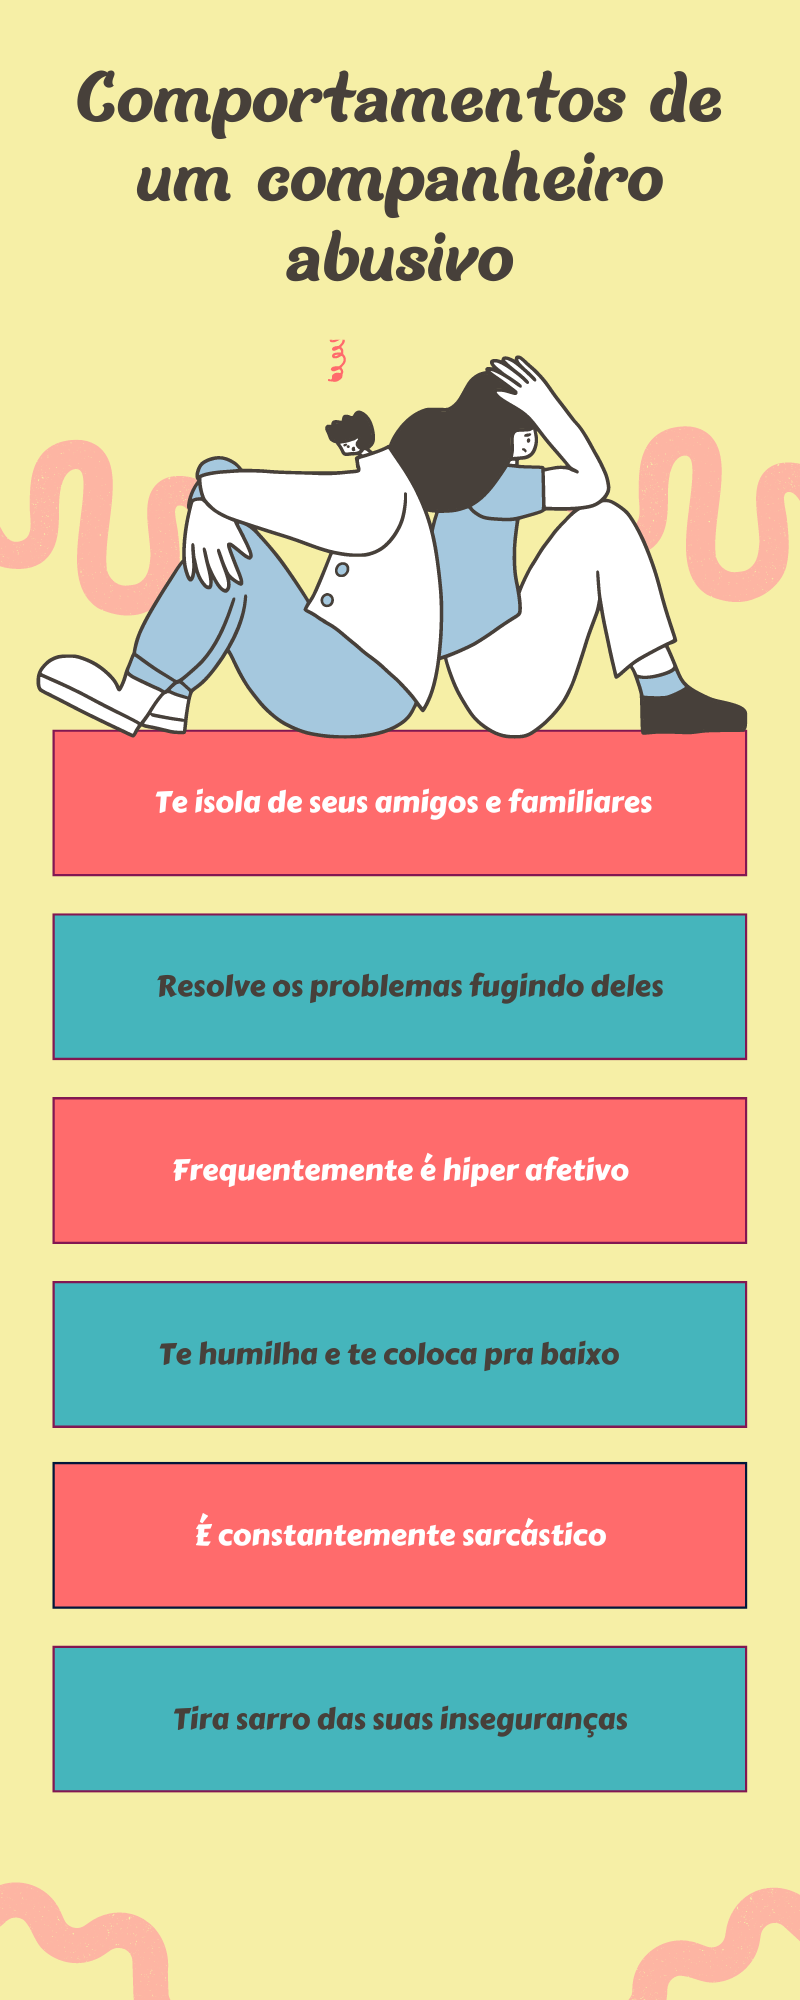 Comportamentos de
um companheiro
abusivo
Te isola de seus amigos e familiares
Resolve os problemas fugindo deles
Frequentemente é hiper afetivo
Te humilha e te coloca pra baixo
É constantemente sarcástico
Tira sarro das suas inseguranças